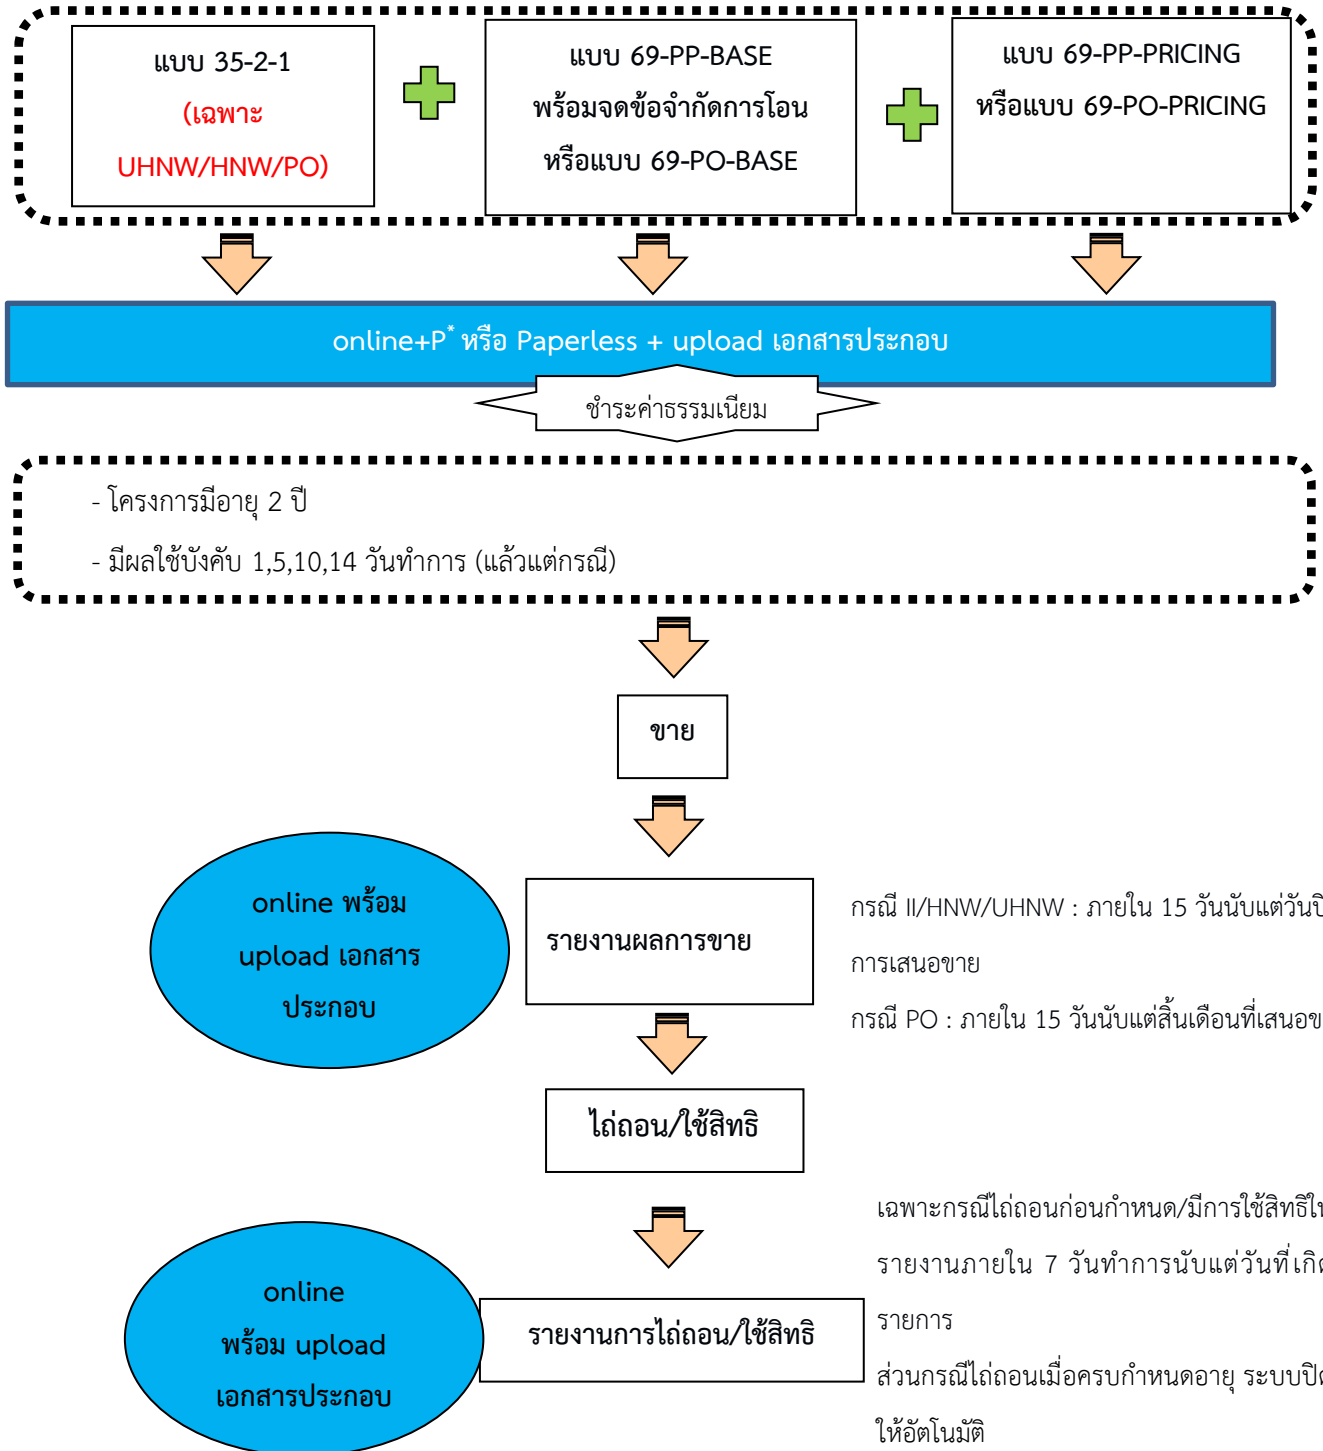 แบบ 35-2-1
(เฉพาะ
UHNW/HNW/PO)
แบบ 69-PP-BASE
พร้อมจดข้อจำกัดการโอน
หรือแบบ 69-PO-BASE
แบบ 69-PP-PRICING
หรือแบบ 69-PO-PRICING
online+P* หรือ Paperless + upload เอกสารประกอบ
ชำระค่าธรรมเนียม
- โครงการมีอายุ 2 ปี
- มีผลใช้บังคับ 1,5,10,14 วันทำการ (แล้วแต่กรณี)
ขาย
online พร้อม
upload เอกสาร
ประกอบ
รายงานผลการขาย
กรณี II/HNW/UHNW : ภายใน 15 วันนับแต่วัน
การเสนอขาย
กรณี PO : ภายใน 15 วันนับแต่สิ้นเดือนที่เสนอ
ไถ่ถอน/ใช้สิทธิ
online
พร้อม upload
เอกสารประกอบ
รายงานการไถ่ถอน/ใช้สิทธิ
เฉพาะกรณีไถ่ถอนก่อนกำหนด/มีการใช้สิทธิ
รายงานภายใน 7 วันทำการนับแต่วันที่
รายการ
ส่วนกรณีไถ่ถอนเมื่อครบกำหนดอายุ ระบบ
ให้อัตโนมัติ